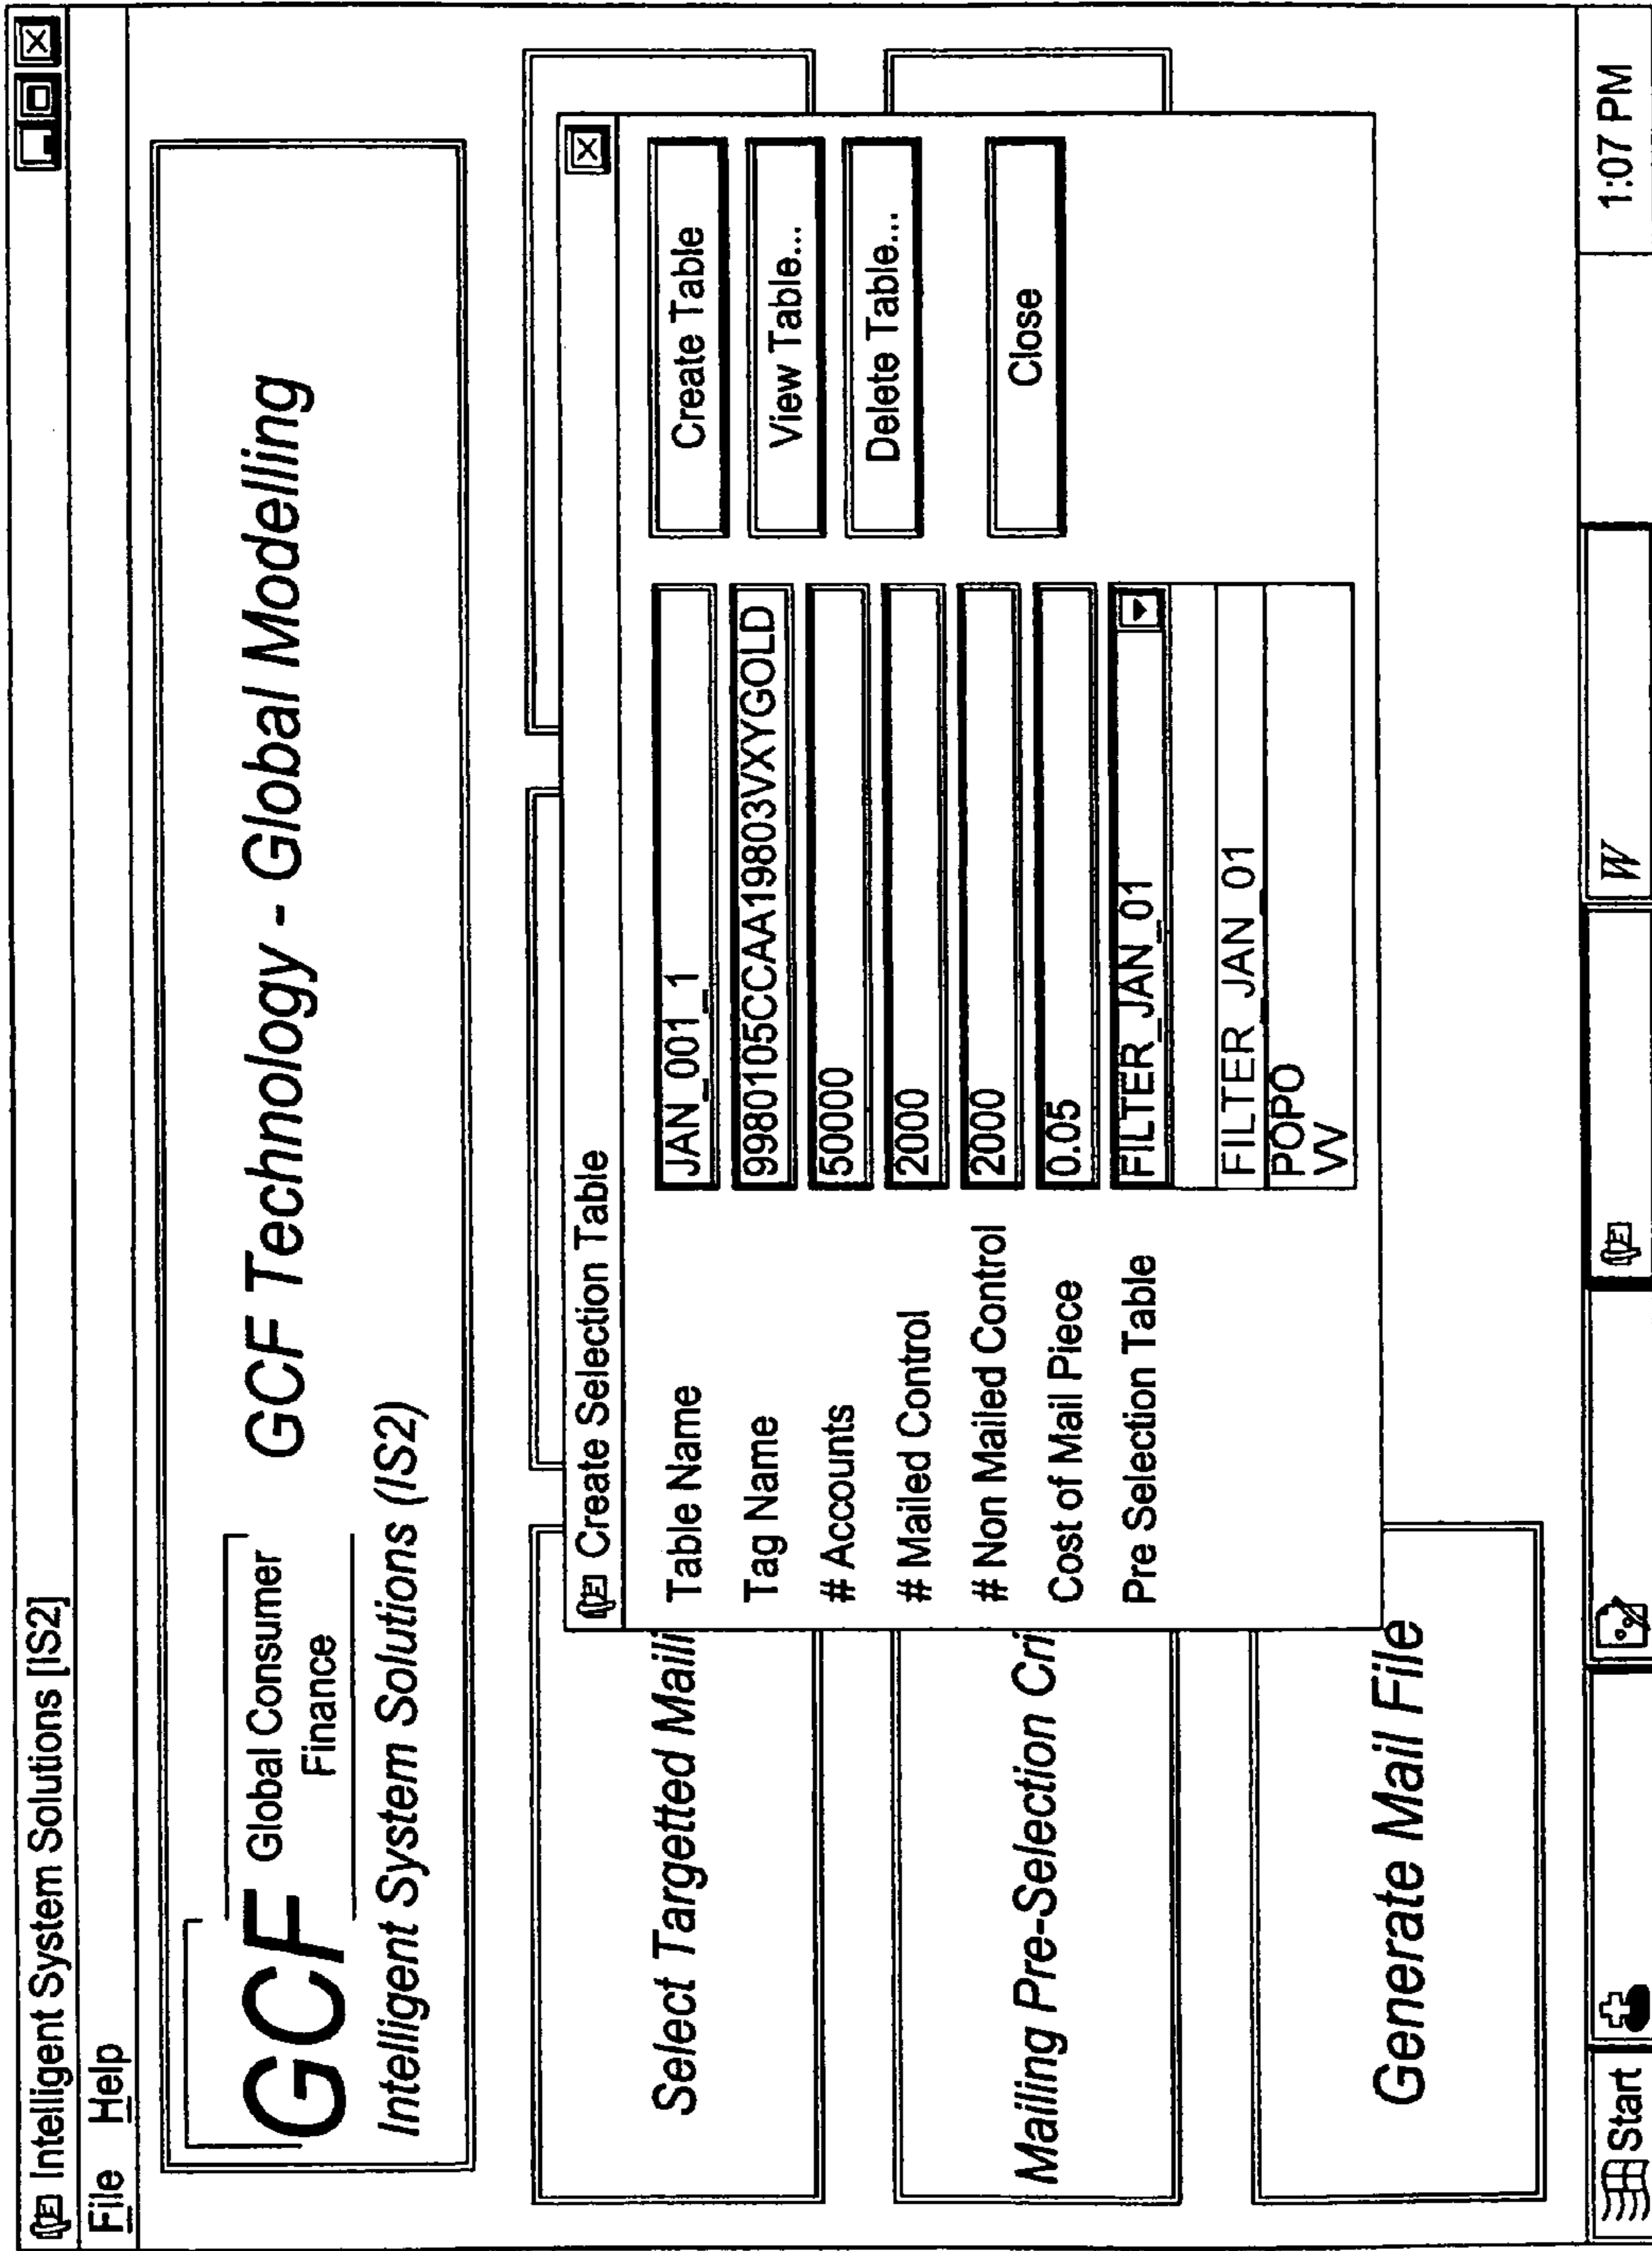 Intelligent System Solutions [IS2]
File Help
GCF Global Consumer Finance
GCF Technology - Global Modelling
Intelligent System Solutions (IS2)
Select Targetted Maili
Mailing Pre-Selection Cri
Generate Mail File
Create Selection Table
Table Name JAN_001_1
Tag Name 9980105CCAA19803VXYGOLD
# Accounts 50000
# Mailed Control 2000
# Non Mailed Control 2000
Cost of Mail Piece 0.05
Pre Selection Table FILTER_JAN_01
FILTER_JAN_01
POPO
VV
Create Table
View Table...
Delete Table...
Close
Start
W
1:07 PM